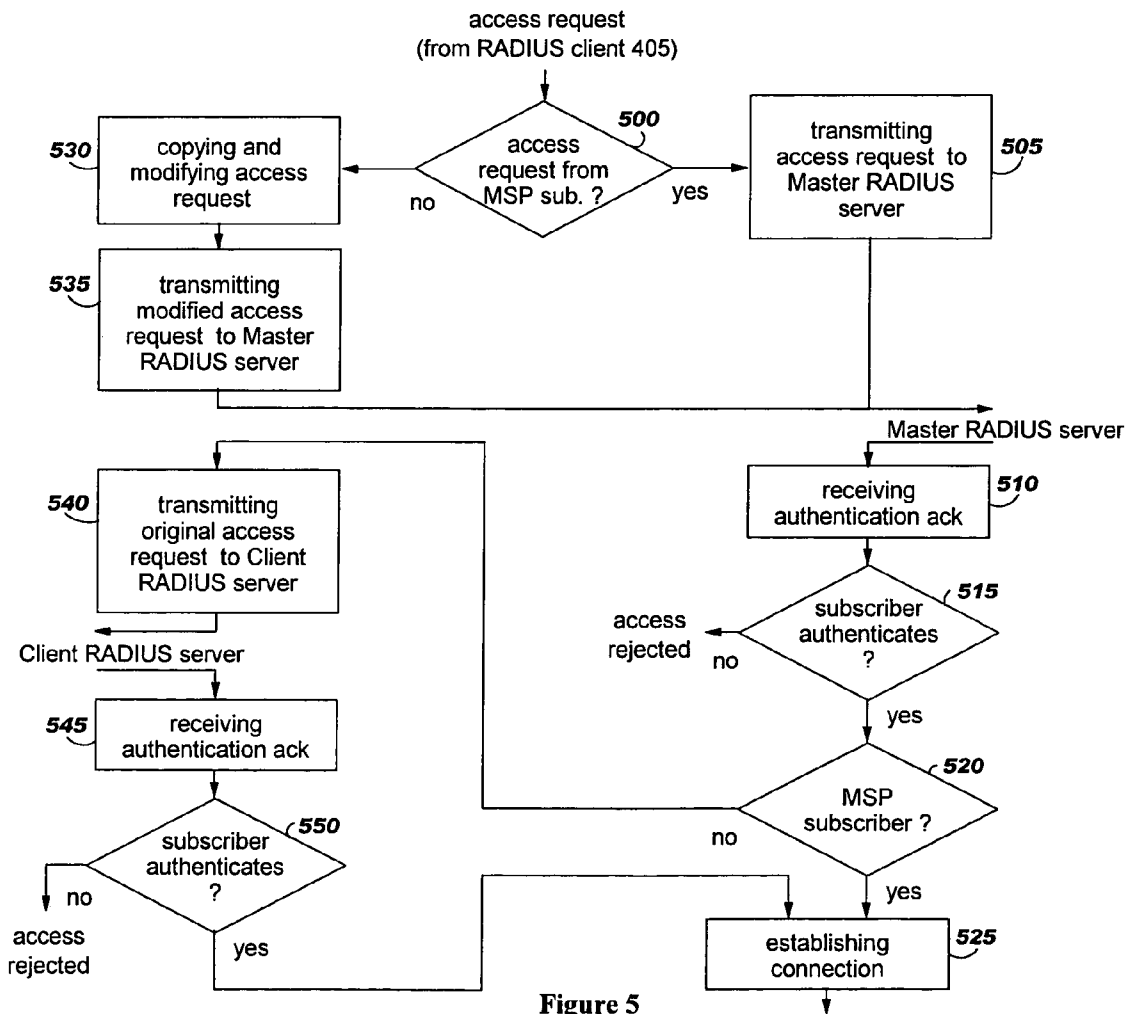 access request
(from RADIUS client 405)
500
access
request from
MSP sub. ?
no
yes
530
copying and
modifying access
request
transmitting
access request to
Master RADIUS
server
505
535
transmitting
modified access
request to Master
RADIUS server
Master RADIUS server
540
transmitting
original access
request to Client
RADIUS server
receiving
authentication ack
510
515
subscriber
authenticates
?
access
rejected
no
yes
Client RADIUS server
545
receiving
authentication ack
520
MSP
subscriber ?
no
yes
550
subscriber
authenticates
?
no
access
rejected
yes
establishing
connection
525
Figure 5